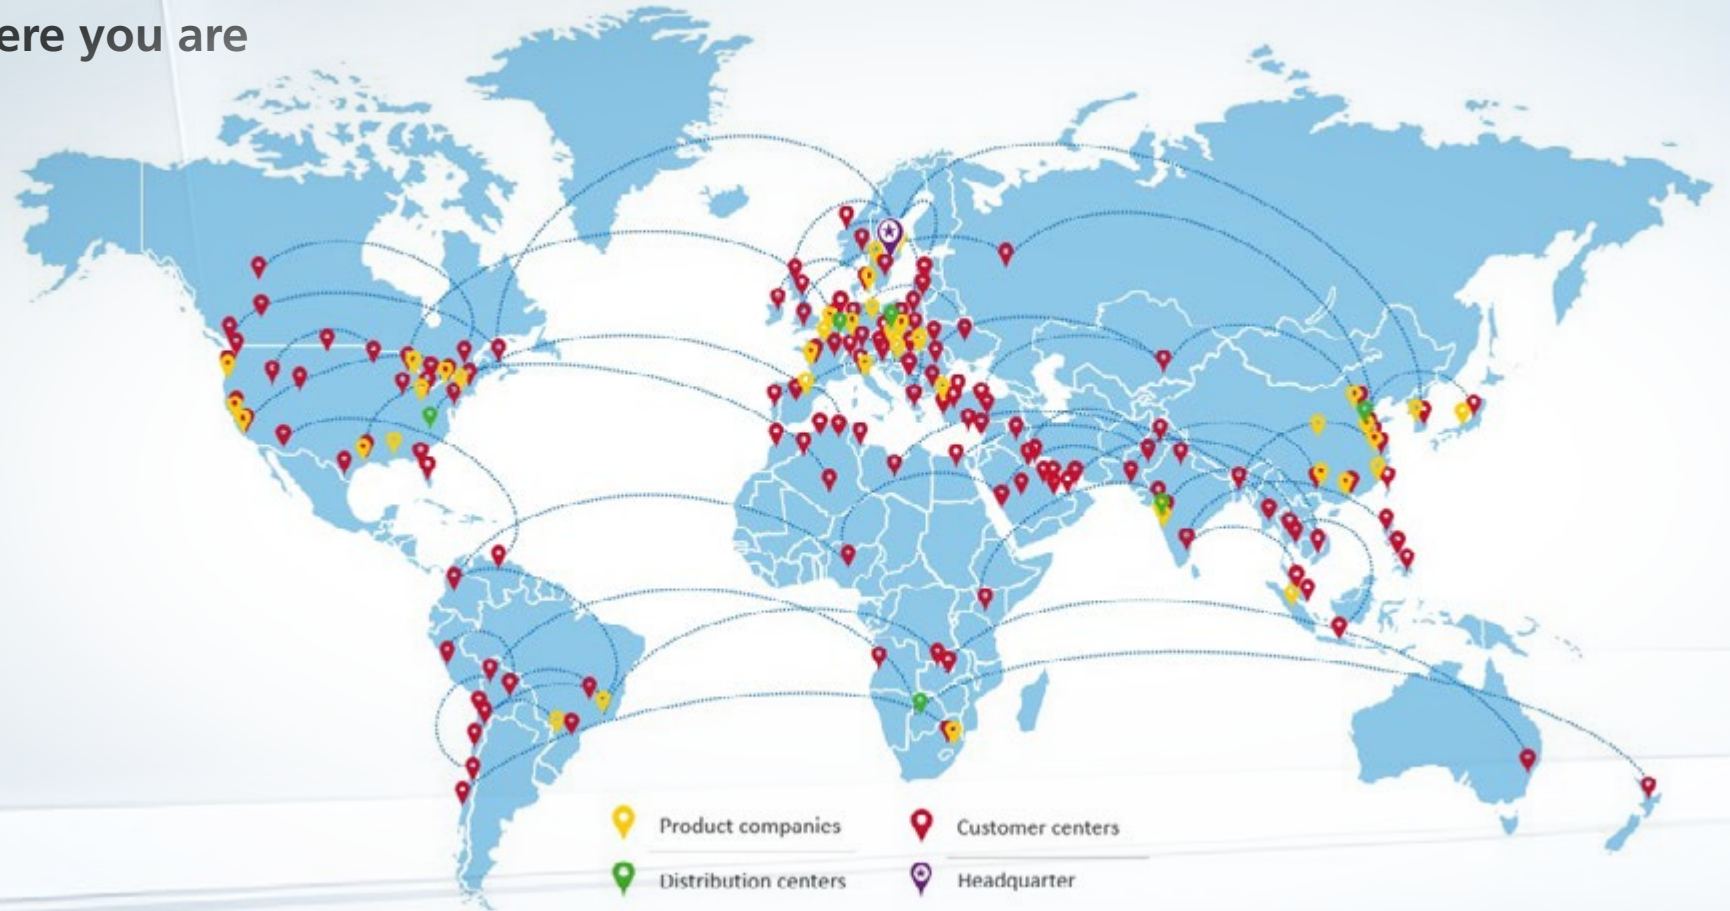 ere you are
Product companies
Customer centers
Distribution centers
Headquarter